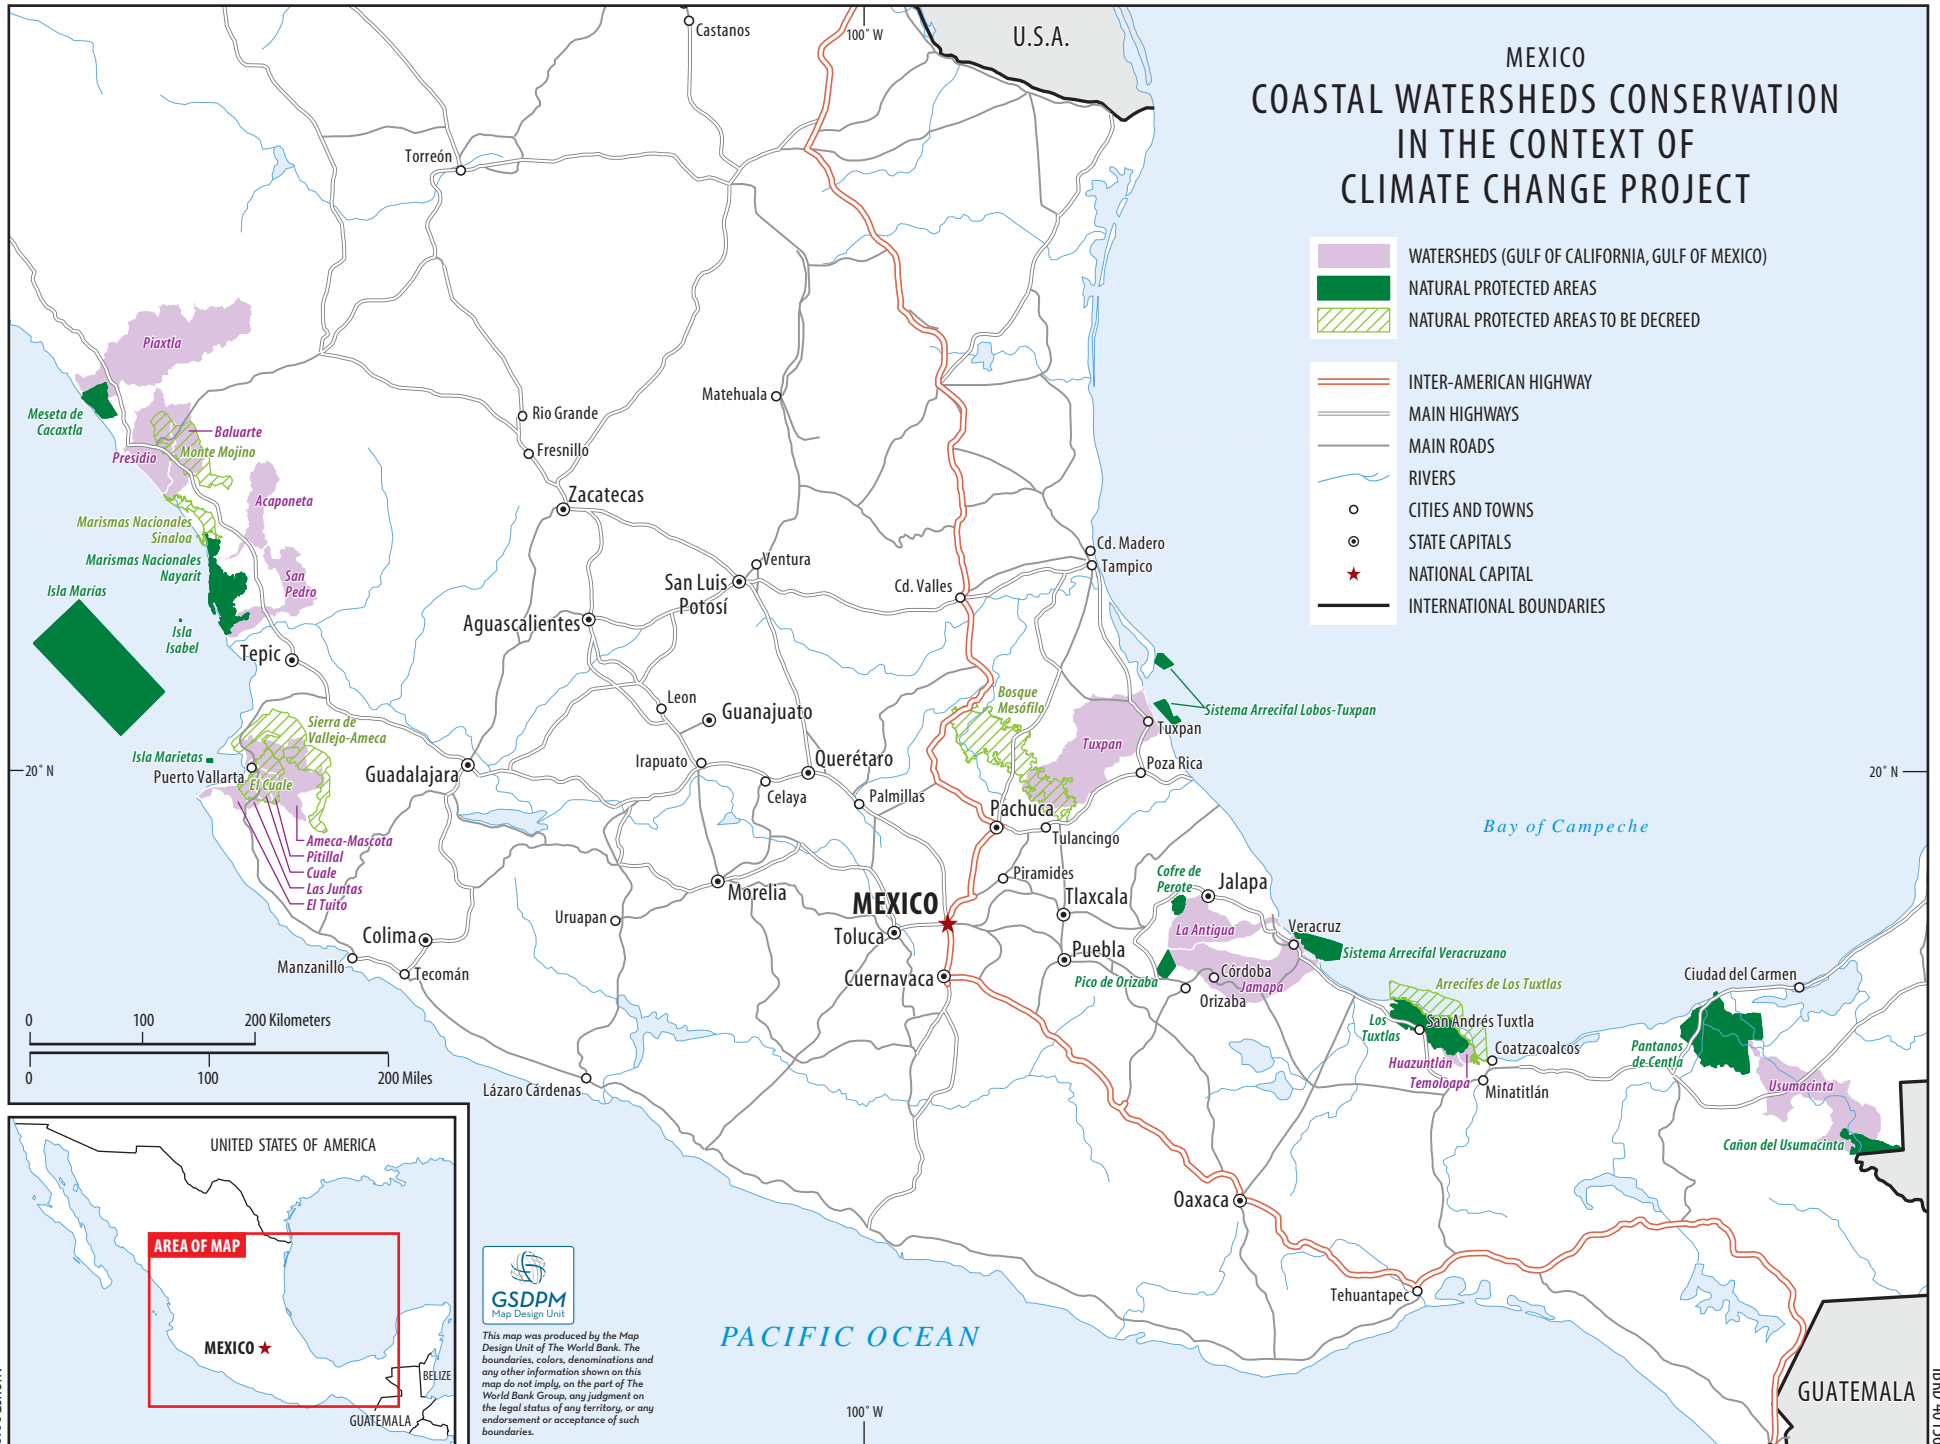 MEXICO
COASTAL WATERSHEDS CONSERVATION
IN THE CONTEXT OF
CLIMATE CHANGE PROJECT
WATERSHEDS (GULF OF CALIFORNIA, GULF OF MEXICO)
NATURAL PROTECTED AREAS
NATURAL PROTECTED AREAS TO BE DECREED
INTER-AMERICAN HIGHWAY
MAIN HIGHWAYS
MAIN ROADS
RIVERS
CITIES AND TOWNS
STATE CAPITALS
NATIONAL CAPITAL
INTERNATIONAL BOUNDARIES
Castanos
100° W
U.S.A.
Torreón
Piaxtla
Meseta de
Cacaxtla
Baluarte
Monte Mojino
Presidio
Acaponeta
Marismas Nacionales
Sinaloa
Marismas Nacionales
Nayarit
San
Pedro
Isla Marías
Isla
Isabel
Tepic
Rio Grande
Fresnillo
Zacatecas
Matehuala
Ventura
San Luis
Potosí
Aguascalientes
Cd. Valles
Cd. Madero
Tampico
Leon
Guanajuato
Bosque
Mesófilo
Sistema Arrecifal Lobos-Tuxpan
Tuxpan
Tuxpan
Poza Rica
Sierra de
Vallejo-Ameca
Isla Marietas
Puerto Vallarta
El Cuale
Guadalajara
Irapuato
Querétaro
Celaya
Palmillas
Pachuca
Tulancingo
20° N
20° N
Bay of Campeche
Ameca-Mascota
Pitillal
Cuale
Las Juntas
El Tuito
Morelia
Uruapan
MEXICO
Toluca
Piramides
Tlaxcala
Puebla
Cuernavaca
Cofre de
Perote
Jalapa
La Antigua
Veracruz
Sistema Arrecifal Veracruzano
Córdoba
Jamapa
Pico de Orizaba
Orizaba
Colima
Manzanillo
Tecomán
Arrecifes de Los Tuxtlas
Los
Tuxtlas
San Andrés Tuxtla
Coatzacoalcos
Huazuntlán
Temoloapa
Minatitlán
Ciudad del Carmen
Pantanos
de Centla
Usumacinta
Cañon del Usumacinta
0
100
200 Kilometers
0
100
200 Miles
Lázaro Cárdenas
Oaxaca
Tehuantepec
PACIFIC OCEAN
GUATEMALA
100° W
UNITED STATES OF AMERICA
AREA OF MAP
MEXICO
BELIZE
GUATEMALA
GSDPM
Map Design Unit
This map was produced by the Map
Design Unit of The World Bank. The
boundaries, colors, denominations and
any other information shown on this
map do not imply, on the part of The
World Bank Group, any judgment on
the legal status of any territory, or any
endorsement or acceptance of such
boundaries.